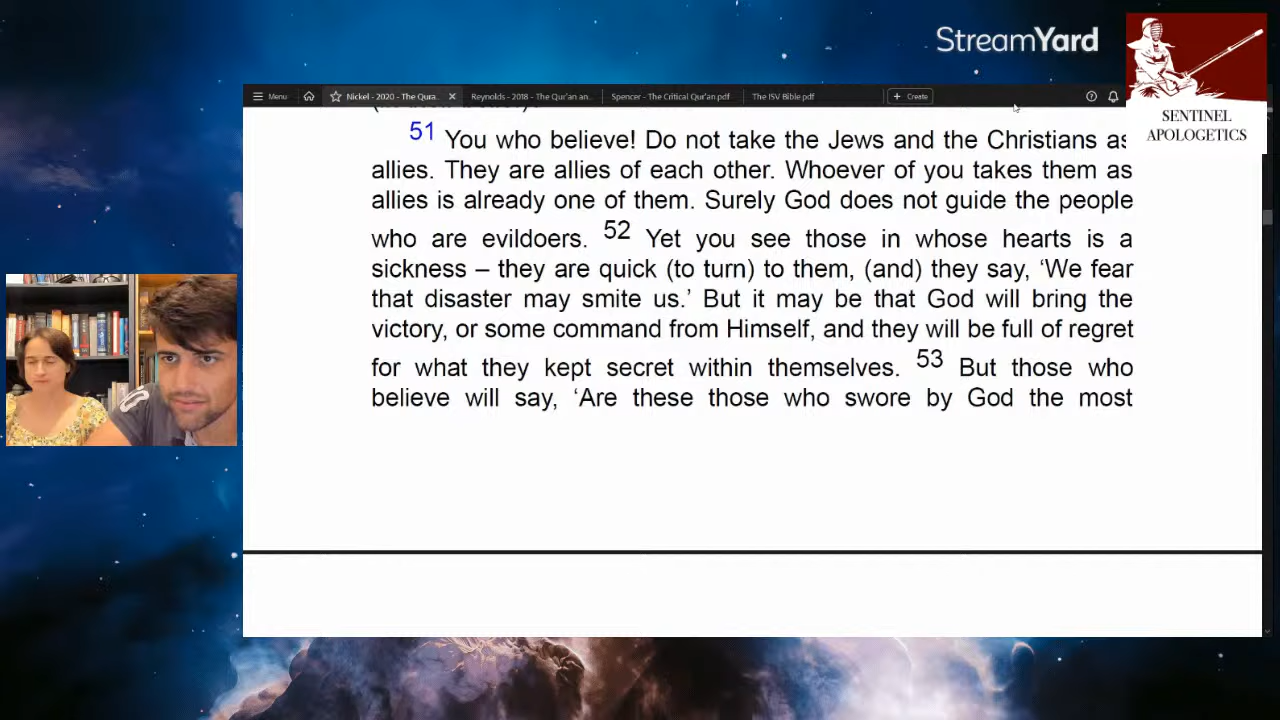 StreamYard
SENTINEL
APOLOGETICS
Menu
Nickel - 2020 - The Qura...
Reynolds - 2018 - The Qur'an an...
Spencer - The Critical Qur'an.pdf
The ISV Bible.pdf
+ Create
51 You who believe! Do not take the Jews and the Christians as
allies. They are allies of each other. Whoever of you takes them as
allies is already one of them. Surely God does not guide the people
who are evildoers. 52 Yet you see those in whose hearts is a
sickness – they are quick (to turn) to them, (and) they say, ‘We fear
that disaster may smite us.’ But it may be that God will bring the
victory, or some command from Himself, and they will be full of regret
for what they kept secret within themselves. 53 But those who
believe will say, ‘Are these those who swore by God the most